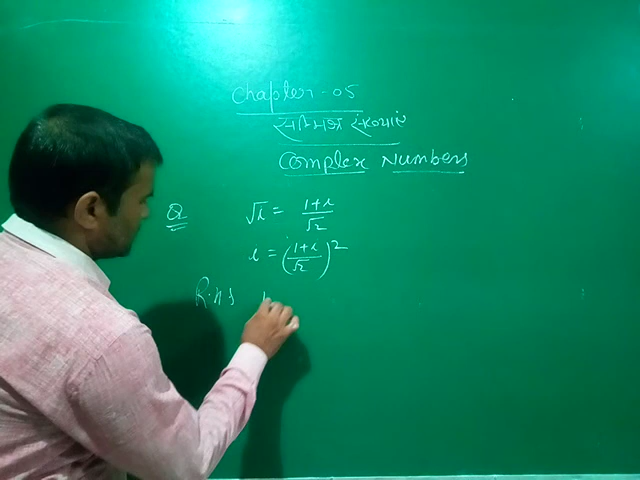 Chapter-05
सम्मिश्र संख्याएं
Complex Numbers
Q √i = 1+i/√2
i = (1+i/√2)²
R.H.S